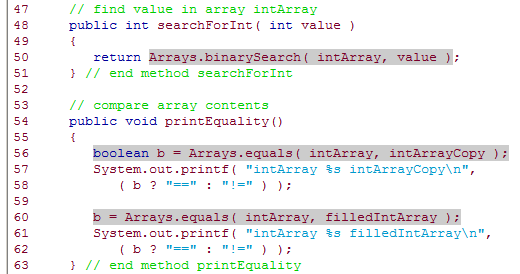 47 // find value in array intArray
48 public int searchForInt( int value )
49 {
50 return Arrays.binarySearch( intArray, value );
51 } // end method searchForInt
52
53 // compare array contents
54 public void printEquality()
55 {
56 boolean b = Arrays.equals( intArray, intArrayCopy );
57 System.out.printf( "intArray %s intArrayCopy\n",
58 ( b ? "==" : "!=" ) );
59
60 b = Arrays.equals( intArray, filledIntArray );
61 System.out.printf( "intArray %s filledIntArray\n",
62 ( b ? "==" : "!=" ) );
63 } // end method printEquality